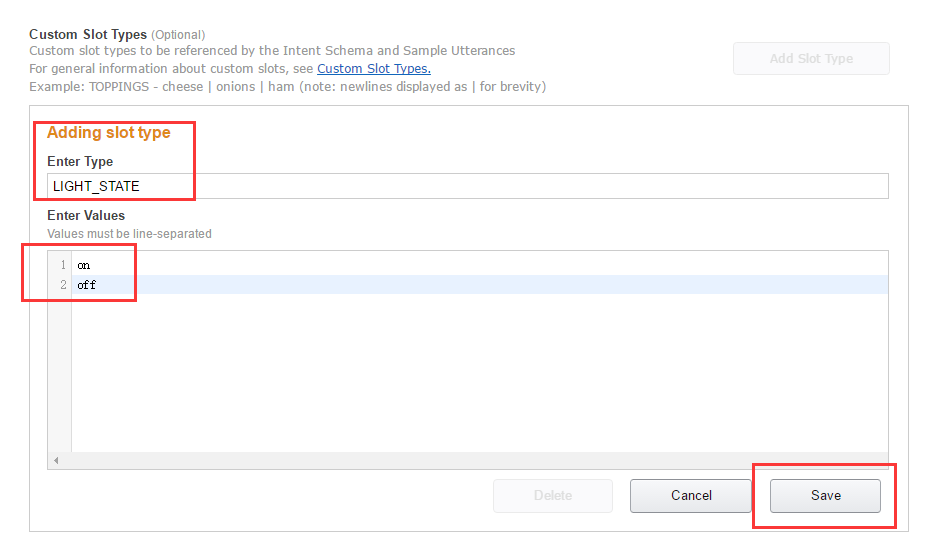 Custom Slot Types (Optional)
Custom slot types to be referenced by the Intent Schema and Sample Utterances
For general information about custom slots, see Custom Slot Types.
Example: TOPPINGS - cheese | onions | ham (note: newlines displayed as | for brevity)
Add Slot Type
Adding slot type
Enter Type
LIGHT_STATE
Enter Values
Values must be line-separated
1 on
2 off
Delete
Cancel
Save